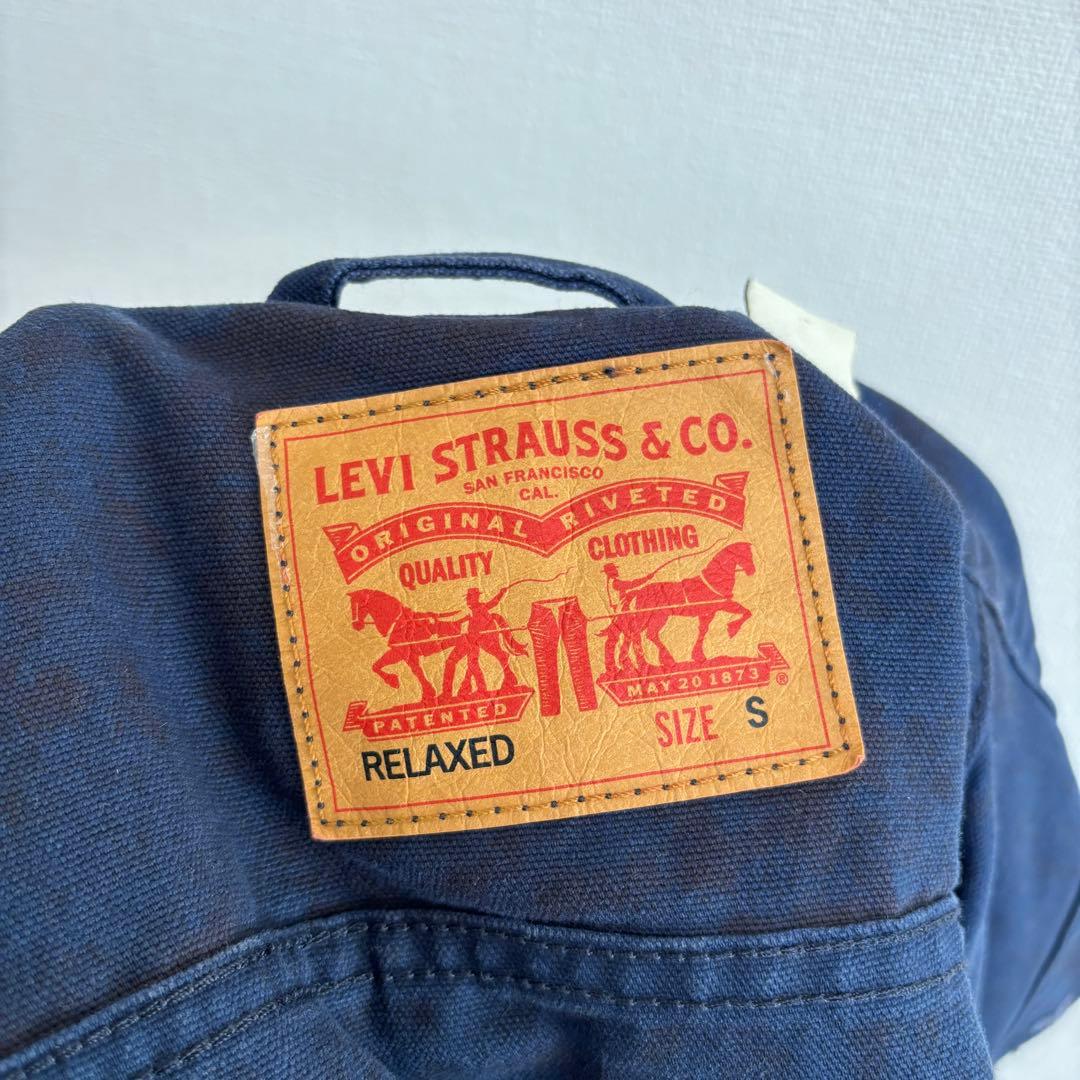 LEVI STRAUSS & CO.
SAN FRANCISCO
CAL.
ORIGINAL RIVETED
QUALITY CLOTHING
PATENTED MAY 20 1873 ®
RELAXED SIZE S